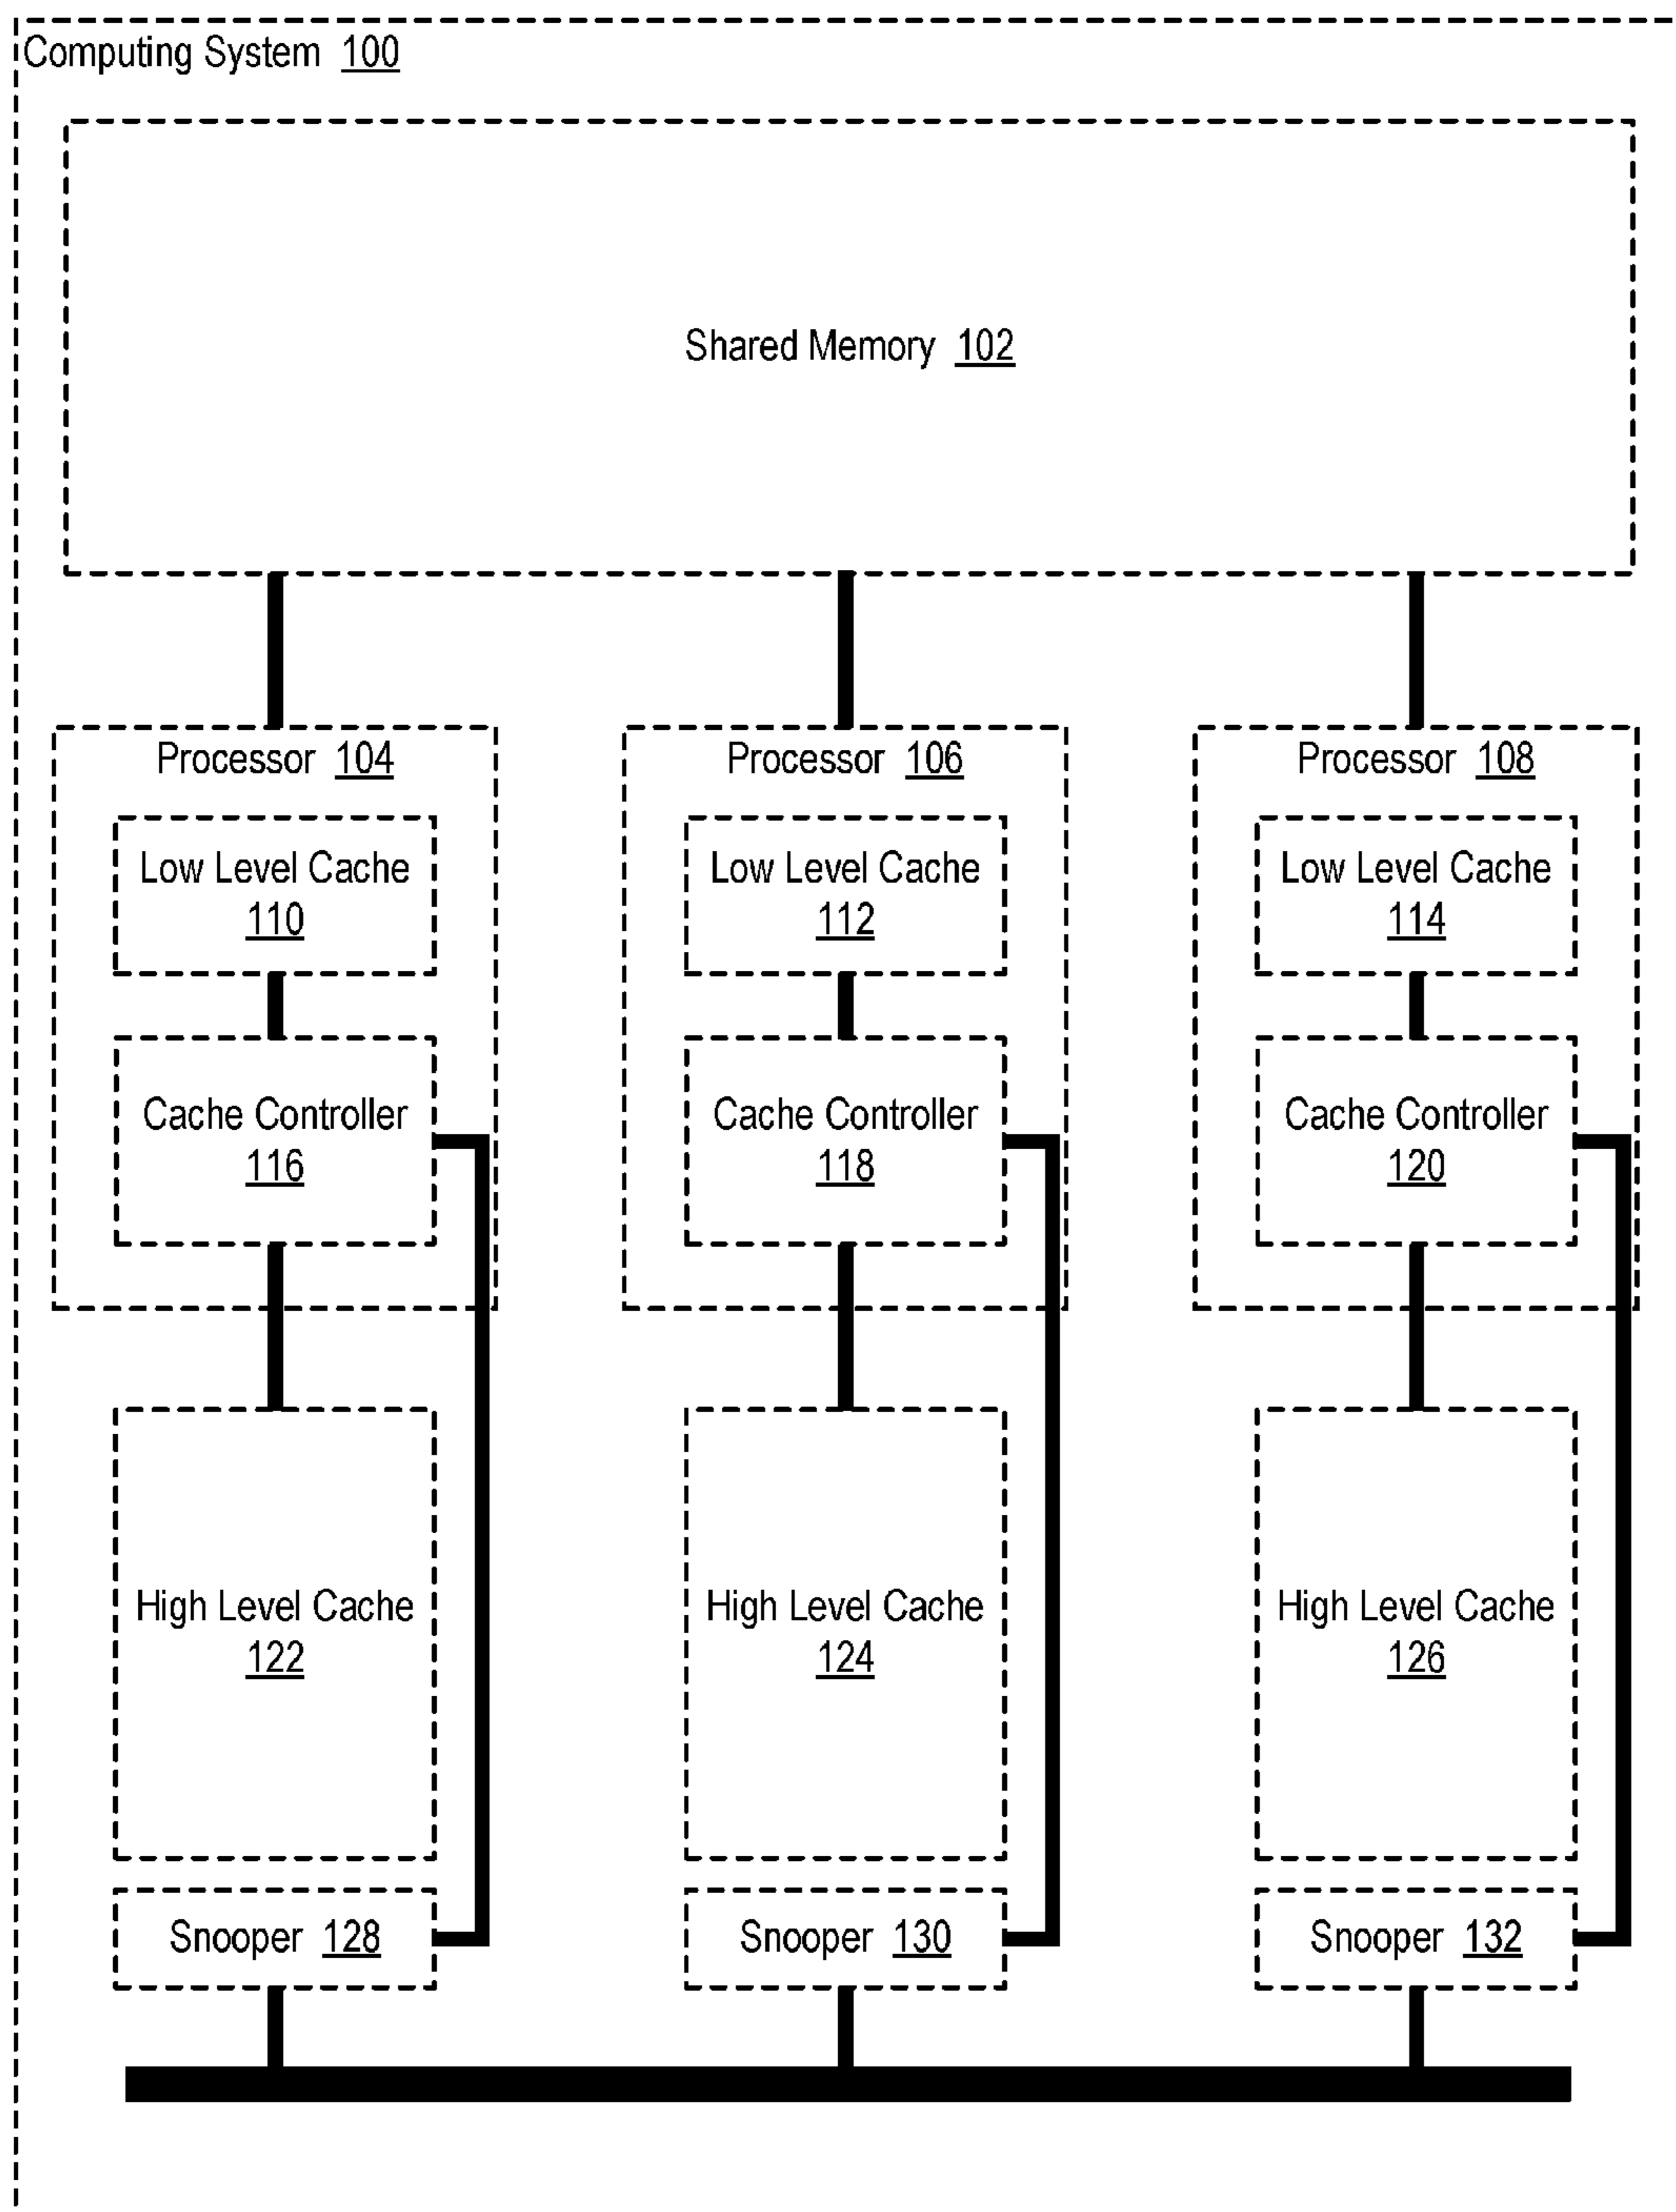 Computing System 100
Shared Memory 102
Processor 104
Processor 106
Processor 108
Low Level Cache
110
Low Level Cache
112
Low Level Cache
114
Cache Controller
116
Cache Controller
118
Cache Controller
120
High Level Cache
122
High Level Cache
124
High Level Cache
126
Snooper 128
Snooper 130
Snooper 132